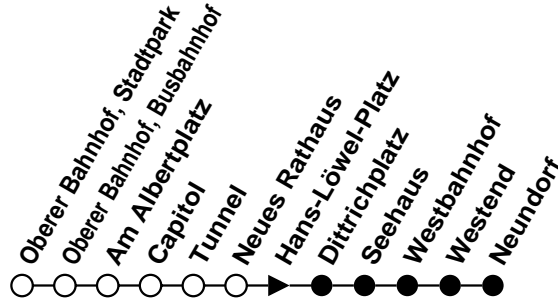 Oberer Bahnhof, Stadtpark
Oberer Bahnhof, Busbahnhof
Am Albertplatz
Capitol
Tunnel
Neues Rathaus
Hans-Löwel-Platz
Dittrichplatz
Seehaus
Westbahnhof
Westend
Neundorf